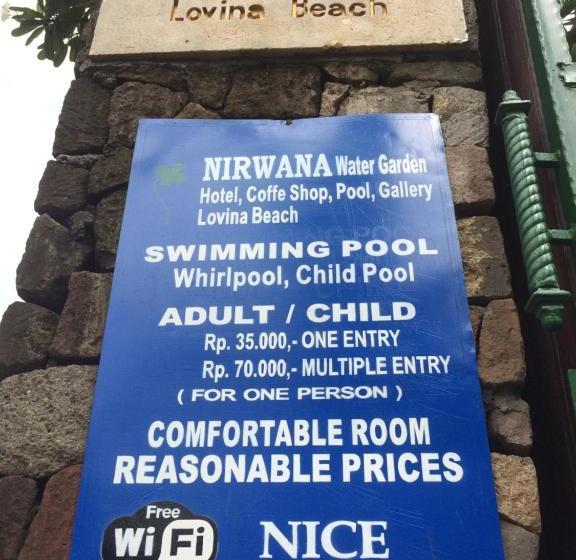 Lovina Beach
NIRWANA Water Garden
Hotel, Coffe Shop, Pool, Gallery
Lovina Beach
SWIMMING POOL
Whirlpool, Child Pool
ADULT / CHILD
Rp. 35.000,- ONE ENTRY
Rp. 70.000,- MULTIPLE ENTRY
( FOR ONE PERSON )
COMFORTABLE ROOM
REASONABLE PRICES
Free
Wi Fi
NICE